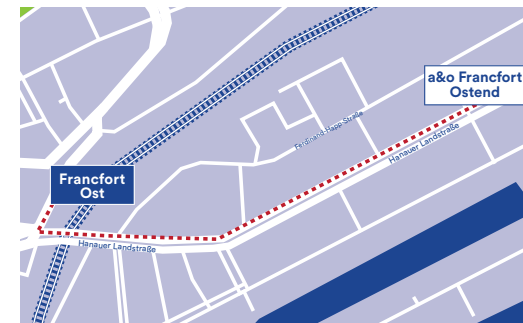 a&o Francfort
Ostend
Ferdinand-Happ-Straße
Hanauer Landstraße
Francfort
Ost
Hanauer Landstraße